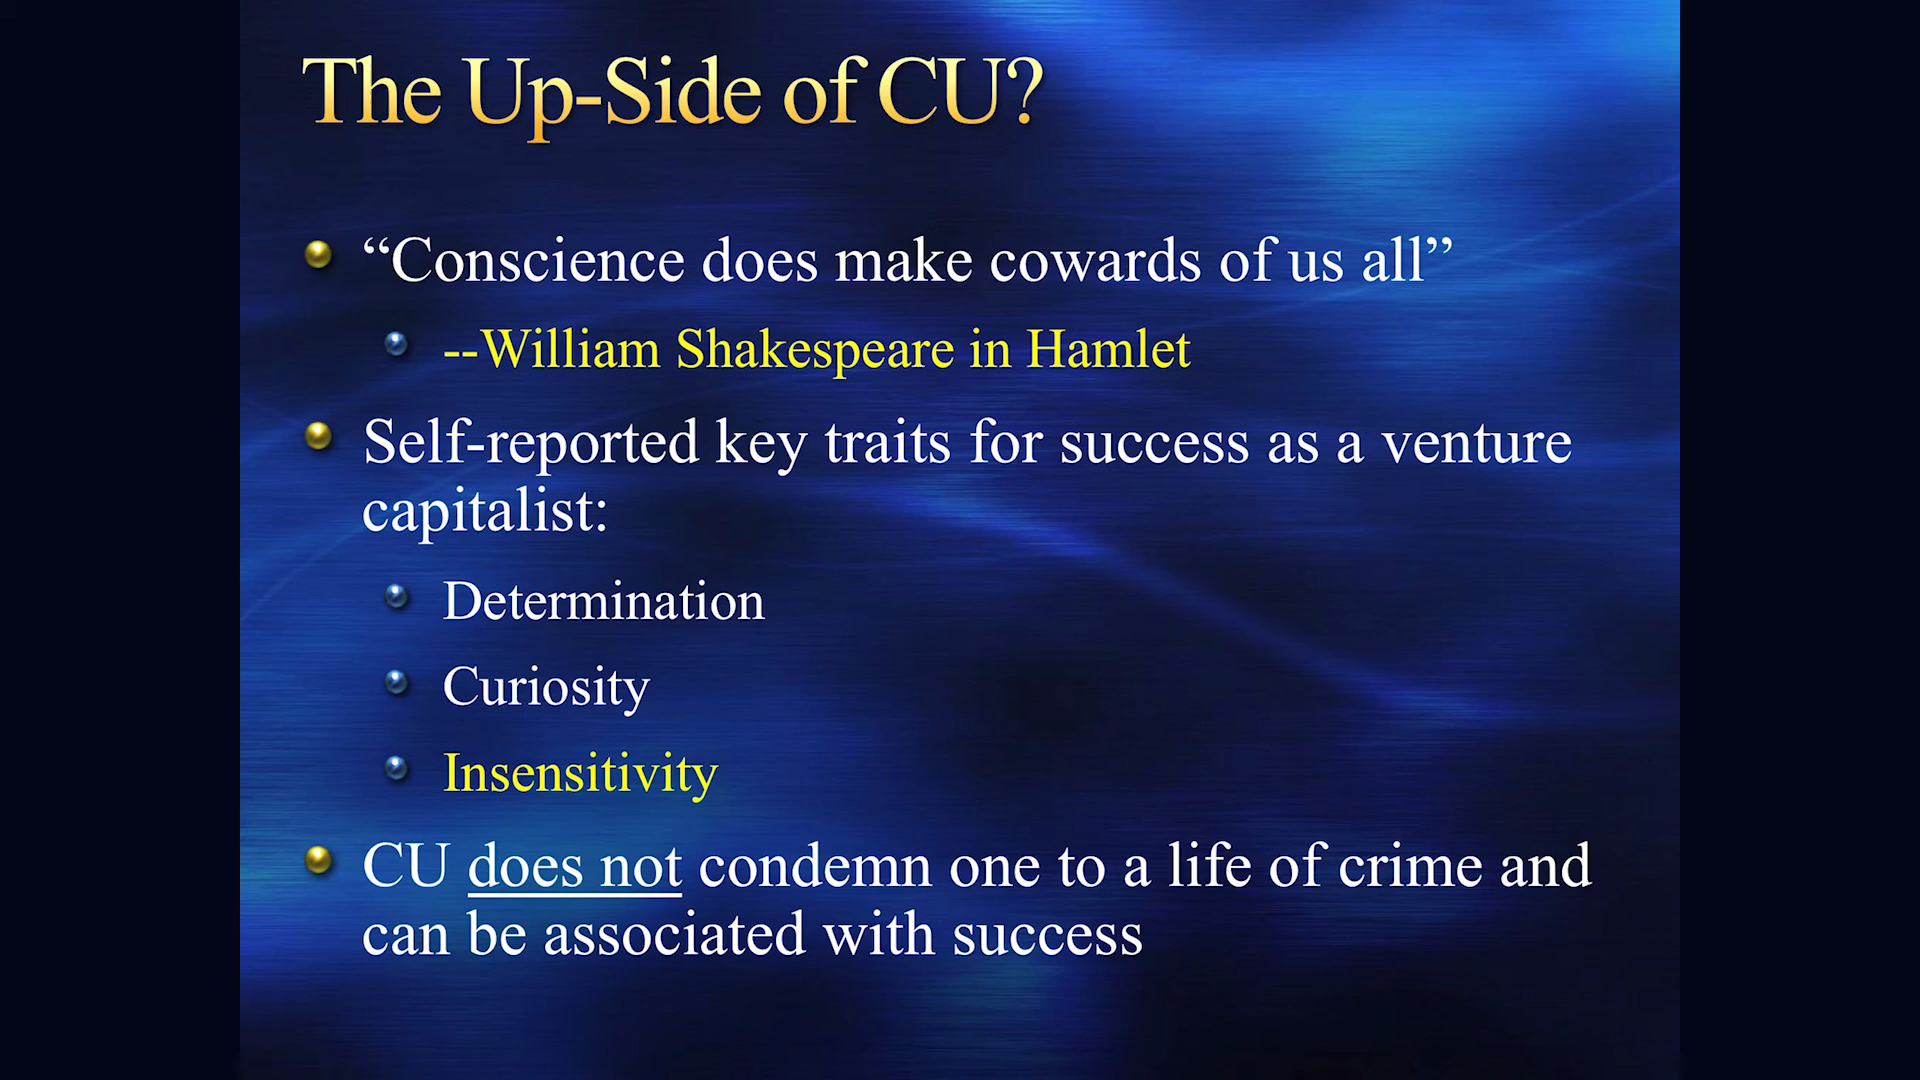 The Up-Side of CU?
“Conscience does make cowards of us all”
--William Shakespeare in Hamlet
Self-reported key traits for success as a venture
capitalist:
Determination
Curiosity
Insensitivity
CU does not condemn one to a life of crime and
can be associated with success